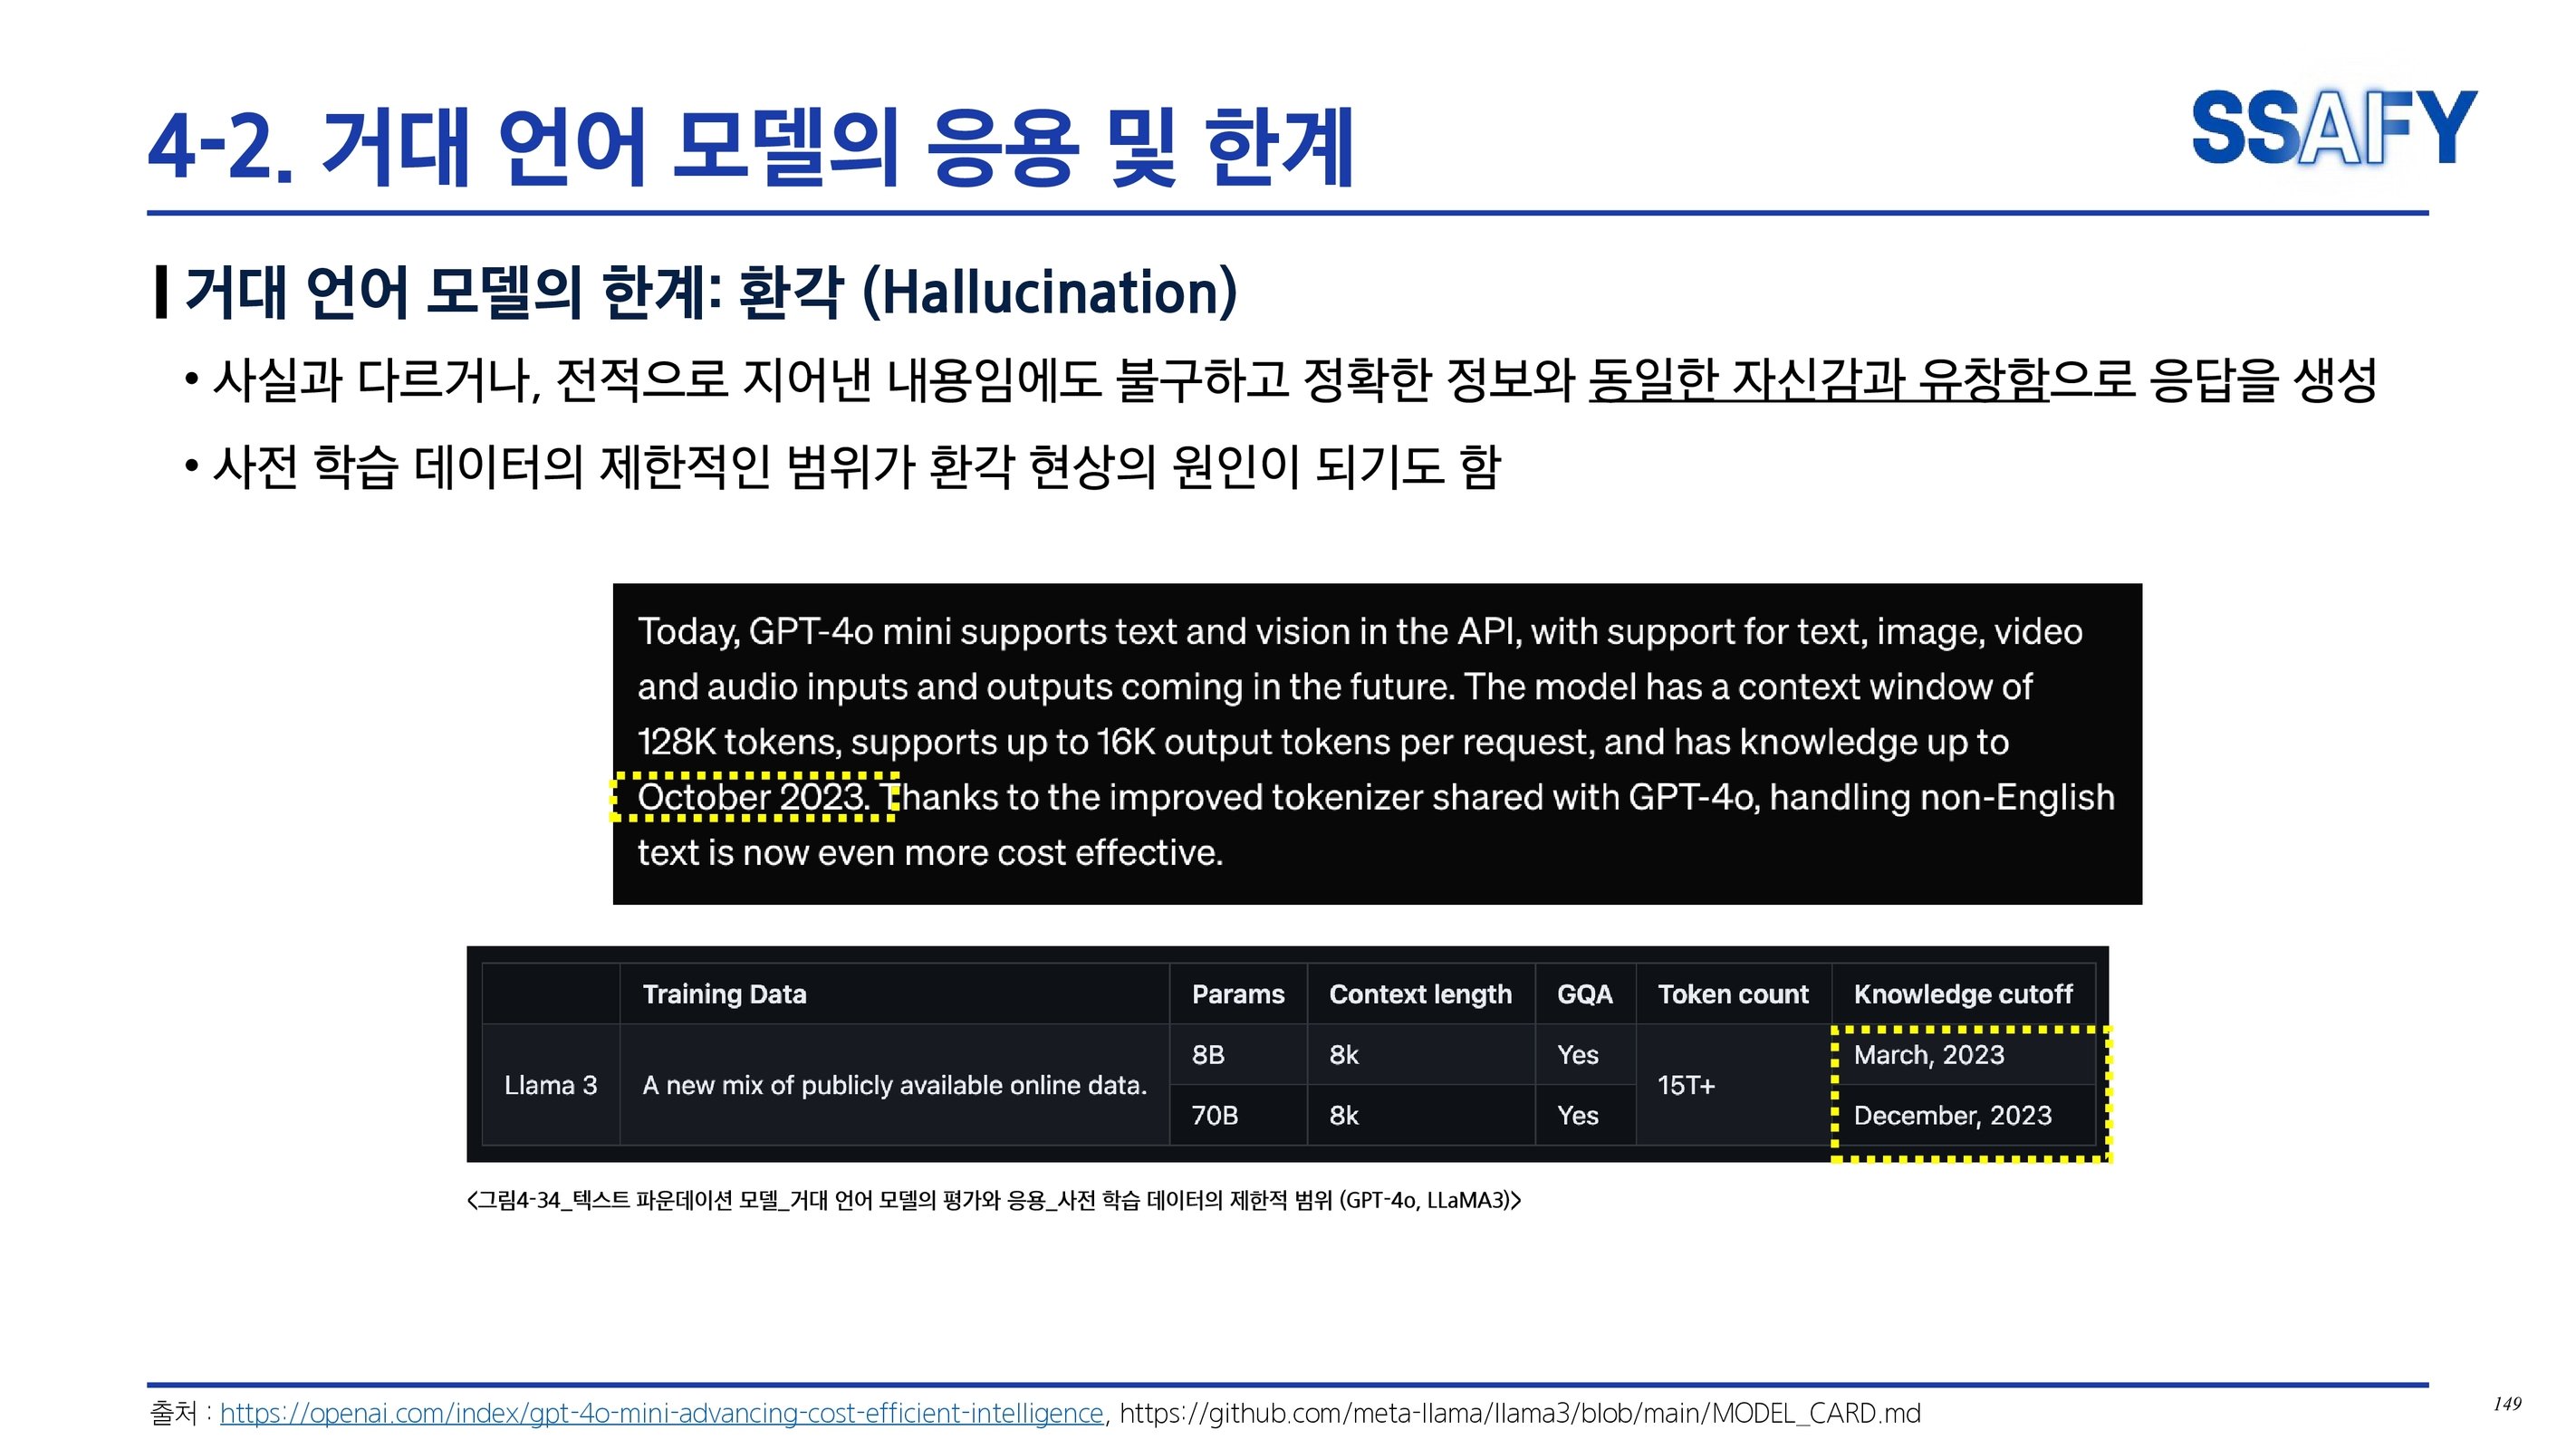 4-2. 거대 언어 모델의 응용 및 한계
SSAFY
거대 언어 모델의 한계: 환각 (Hallucination)
• 사실과 다르거나, 전적으로 지어낸 내용임에도 불구하고 정확한 정보와 동일한 자신감과 유창함으로 응답을 생성
• 사전 학습 데이터의 제한적인 범위가 환각 현상의 원인이 되기도 함
Today, GPT-4o mini supports text and vision in the API, with support for text, image, video
and audio inputs and outputs coming in the future. The model has a context window of
128K tokens, supports up to 16K output tokens per request, and has knowledge up to
October 2023. Thanks to the improved tokenizer shared with GPT-4o, handling non-English
text is now even more cost effective.
Training Data Params Context length GQA Token count Knowledge cutoff
Llama 3 A new mix of publicly available online data. 8B 8k Yes 15T+ March, 2023
70B 8k Yes December, 2023
<그림4-34_텍스트 파운데이션 모델_거대 언어 모델의 평가와 응용_사전 학습 데이터의 제한적 범위 (GPT-4o, LLaMA3)>
출처 : https://openai.com/index/gpt-4o-mini-advancing-cost-efficient-intelligence, https://github.com/meta-llama/llama3/blob/main/MODEL_CARD.md
149